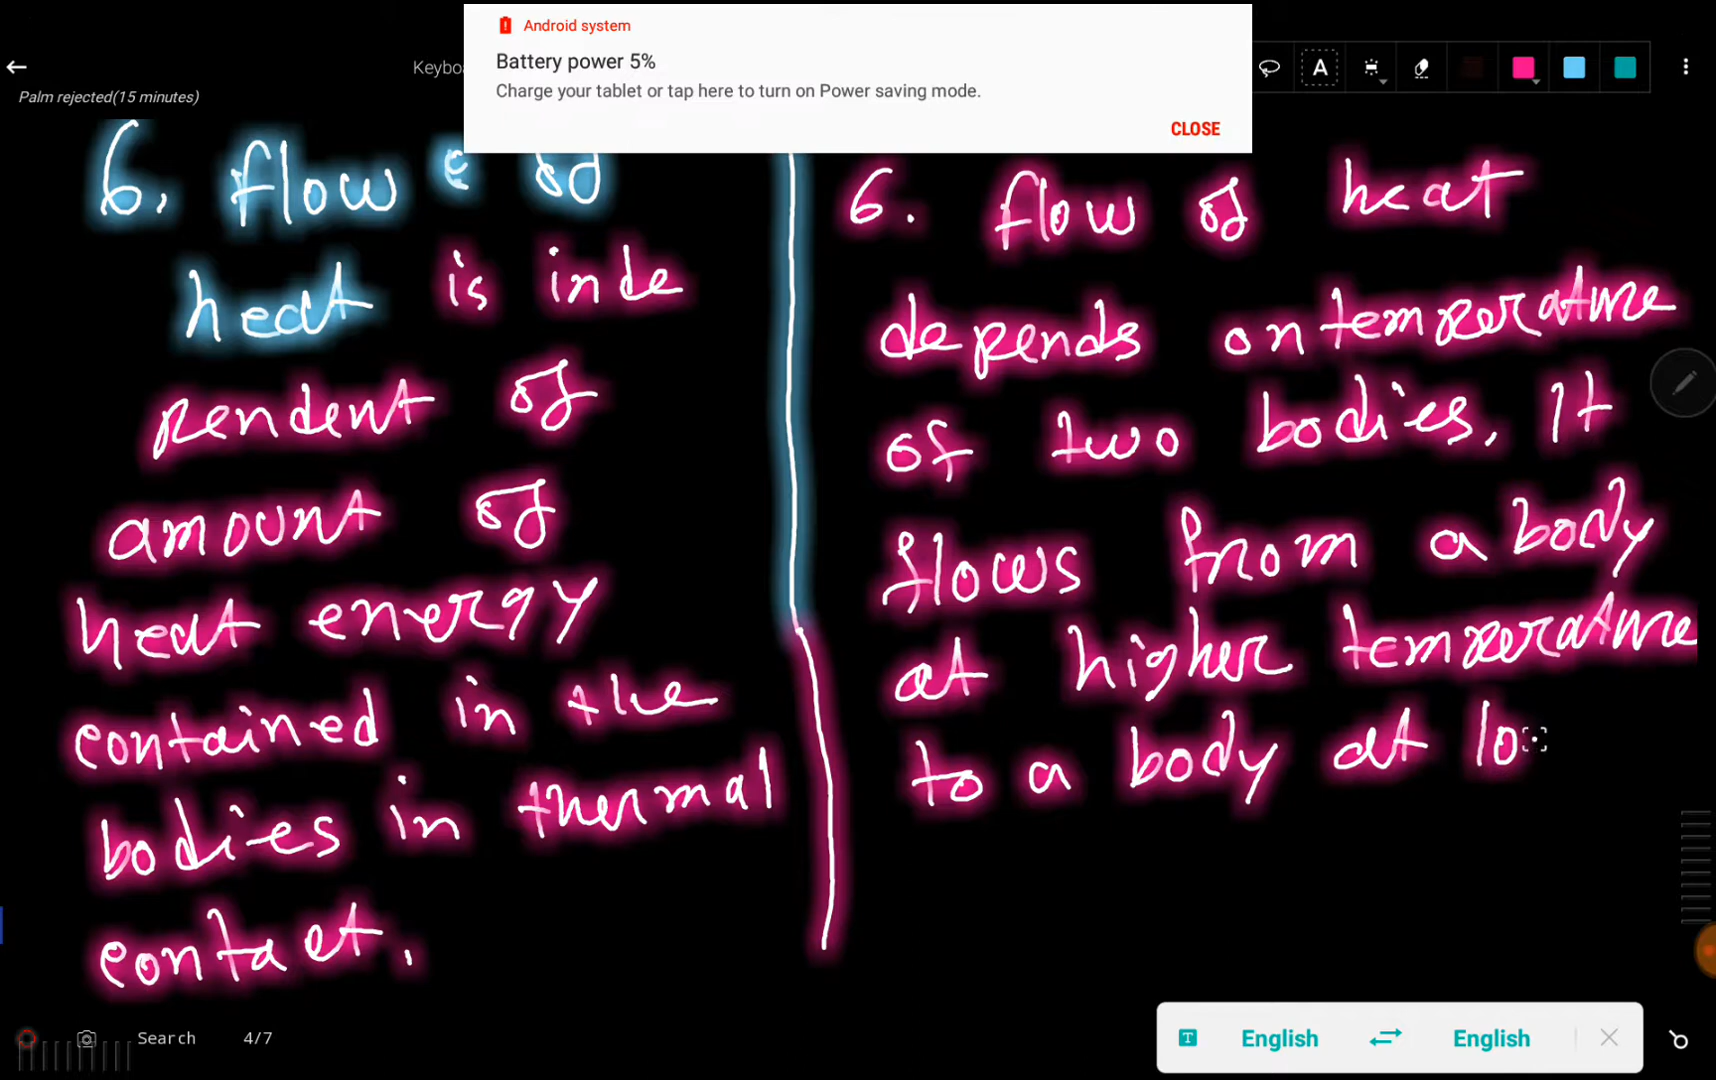 Android system
Battery power 5%
Charge your tablet or tap here to turn on Power saving mode.
CLOSE
Keybo
A
Palm rejected(15 minutes)
6. flow of
heat is inde
pendent of
amount of
heat energy
contained in the
bodies in thermal
contact.
6. flow of heat
depends on temperature
of two bodies, It
flows from a body
at higher temperature
to a body at lo
Search 4/7
T English English